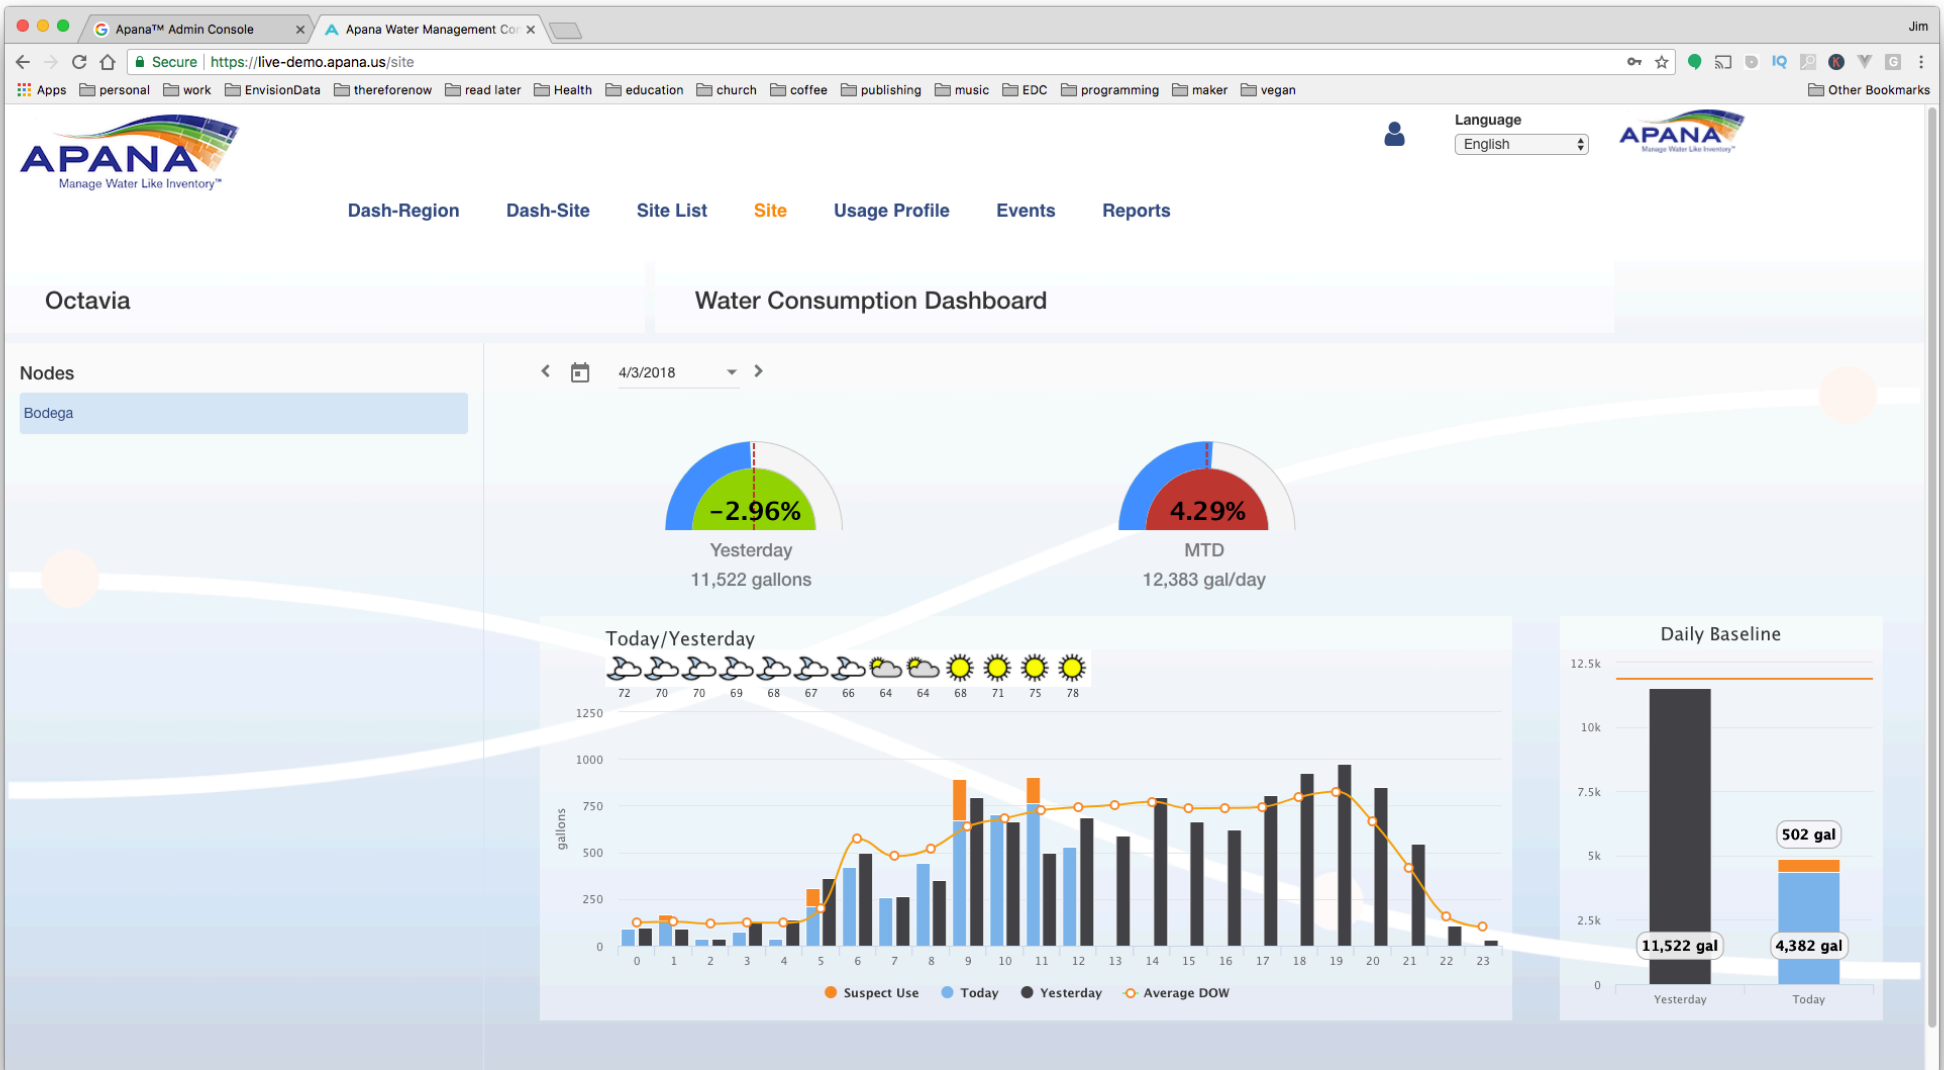 Apana™ Admin Console
Apana Water Management Co
Jim
Secure | https://live-demo.apana.us/site
IQ
K
G
Apps personal work EnvisionData thereforenow read later Health education church coffee publishing music EDC programming maker vegan Other Bookmarks
APANA
Manage Water Like Inventory™
Language
English
APANA
Manage Water Like Inventory™
Dash-Region Dash-Site Site List Site Usage Profile Events Reports
Octavia
Water Consumption Dashboard
Nodes
Bodega
4/3/2018
-2.96%
Yesterday
11,522 gallons
4.29%
MTD
12,383 gal/day
Today/Yesterday
72 70 70 69 68 67 66 64 64 68 71 75 78
1250
1000
750
500
250
0
gallons
0 1 2 3 4 5 6 7 8 9 10 11 12 13 14 15 16 17 18 19 20 21 22 23
Suspect Use Today Yesterday Average DOW
Daily Baseline
12.5k
10k
7.5k
5k
2.5k
0
502 gal
11,522 gal
4,382 gal
Yesterday Today